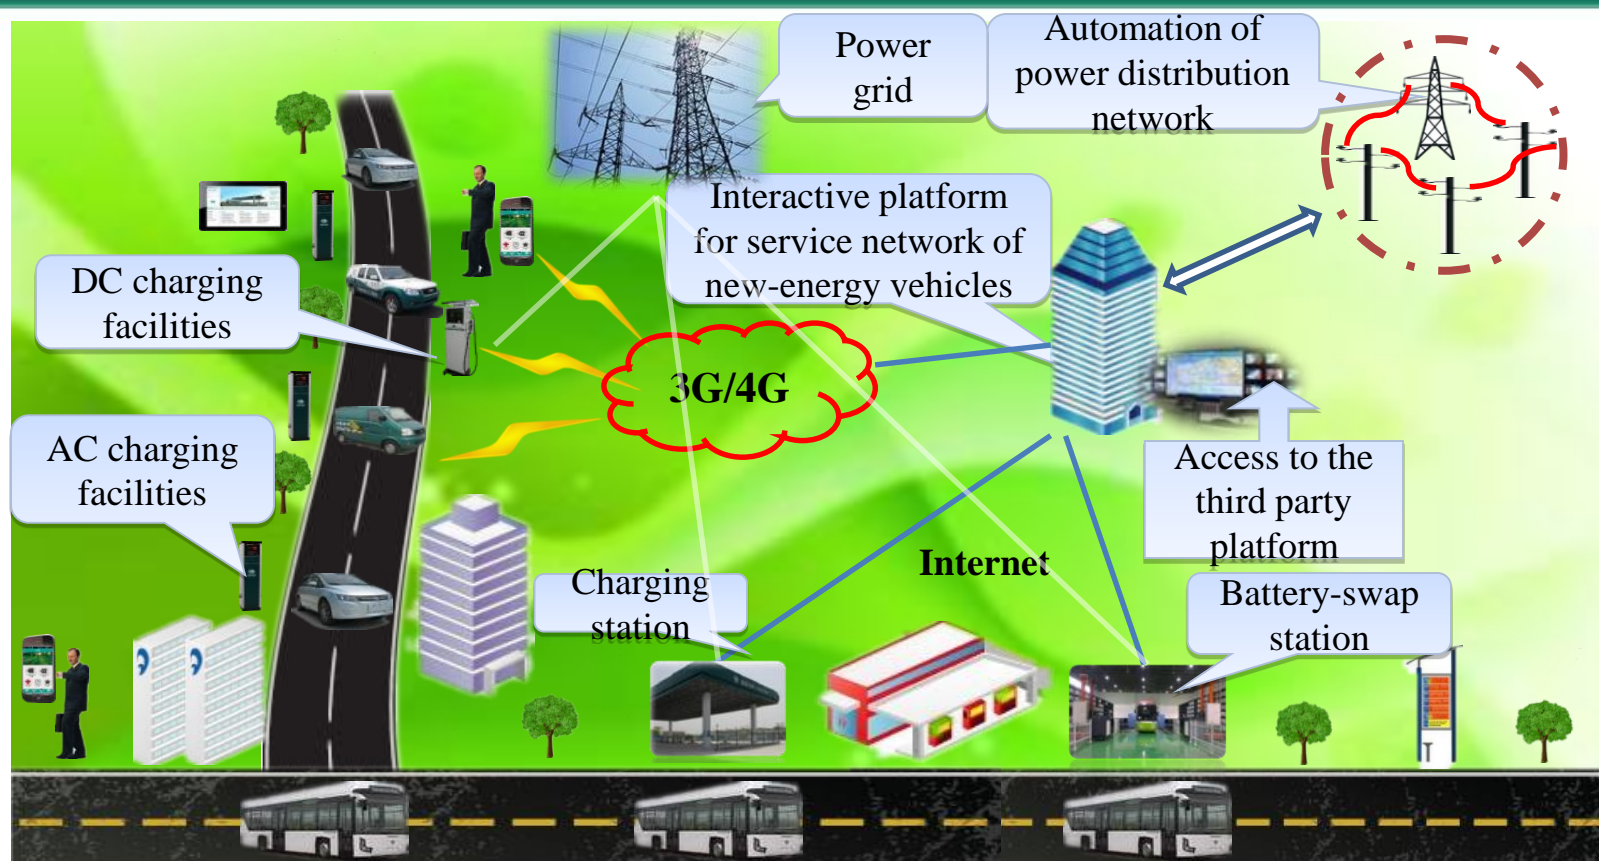 Power
grid
Automation of
power distribution
network
Interactive platform
for service network of
new-energy vehicles
DC charging
facilities
3G/4G
AC charging
facilities
Access to the
third party
platform
Internet
Charging
station
Battery-swap
station